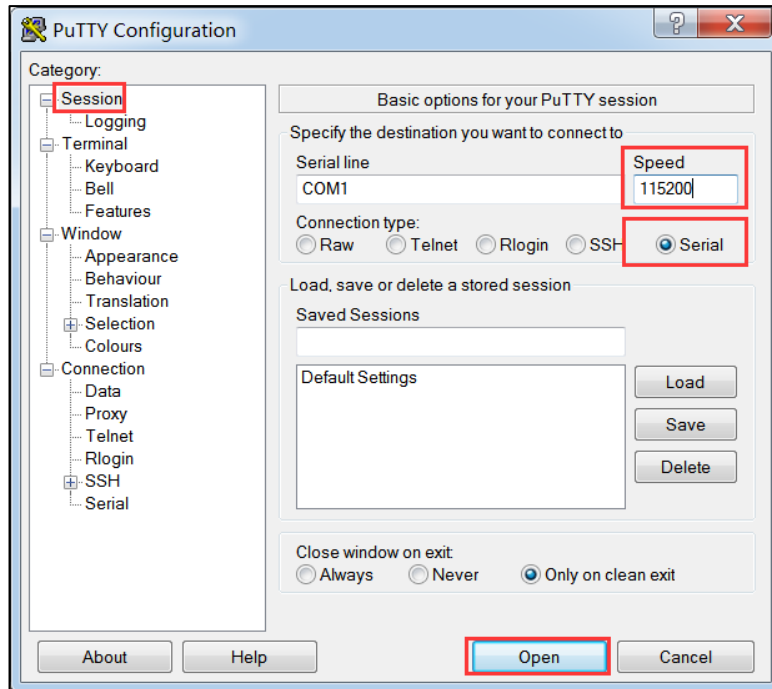 PuTTY Configuration
Category:
Session
Logging
Terminal
Keyboard
Bell
Features
Window
Appearance
Behaviour
Translation
Selection
Colours
Connection
Data
Proxy
Telnet
Rlogin
SSH
Serial
Basic options for your PuTTY session
Specify the destination you want to connect to
Serial line Speed
COM1 115200
Connection type:
Raw Telnet Rlogin SSH Serial
Load, save or delete a stored session
Saved Sessions
Default Settings
Load
Save
Delete
Close window on exit:
Always Never Only on clean exit
About Help Open Cancel